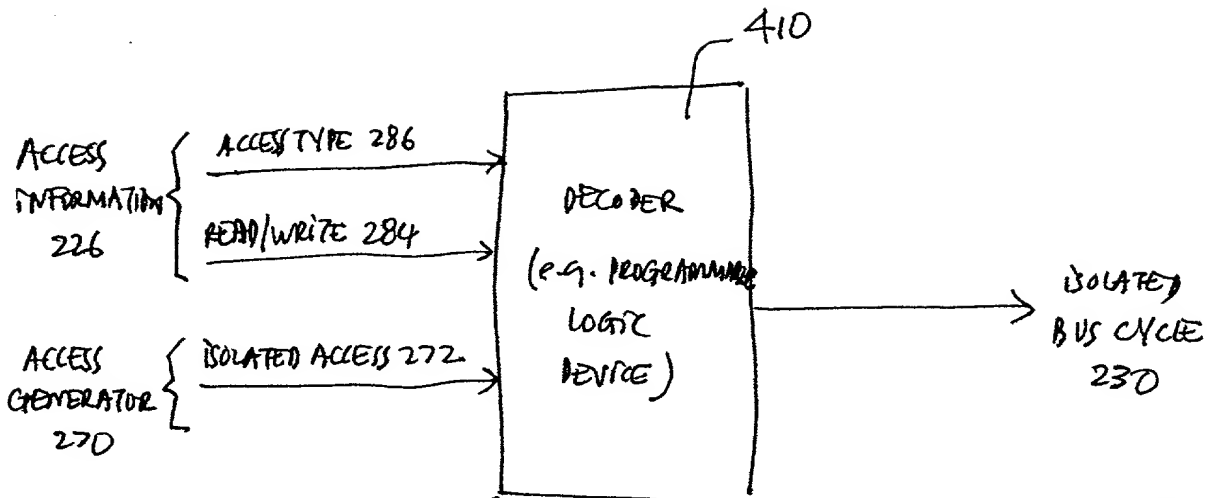 410
ACCESS
INFORMATION
226
ACCESS TYPE 286
READ/WRITE 284
ACCESS
GENERATOR
270
ISOLATED ACCESS 272
DECODER
(e.g. PROGRAMMABLE
LOGIC
DEVICE)
ISOLATED
BUS CYCLE
230